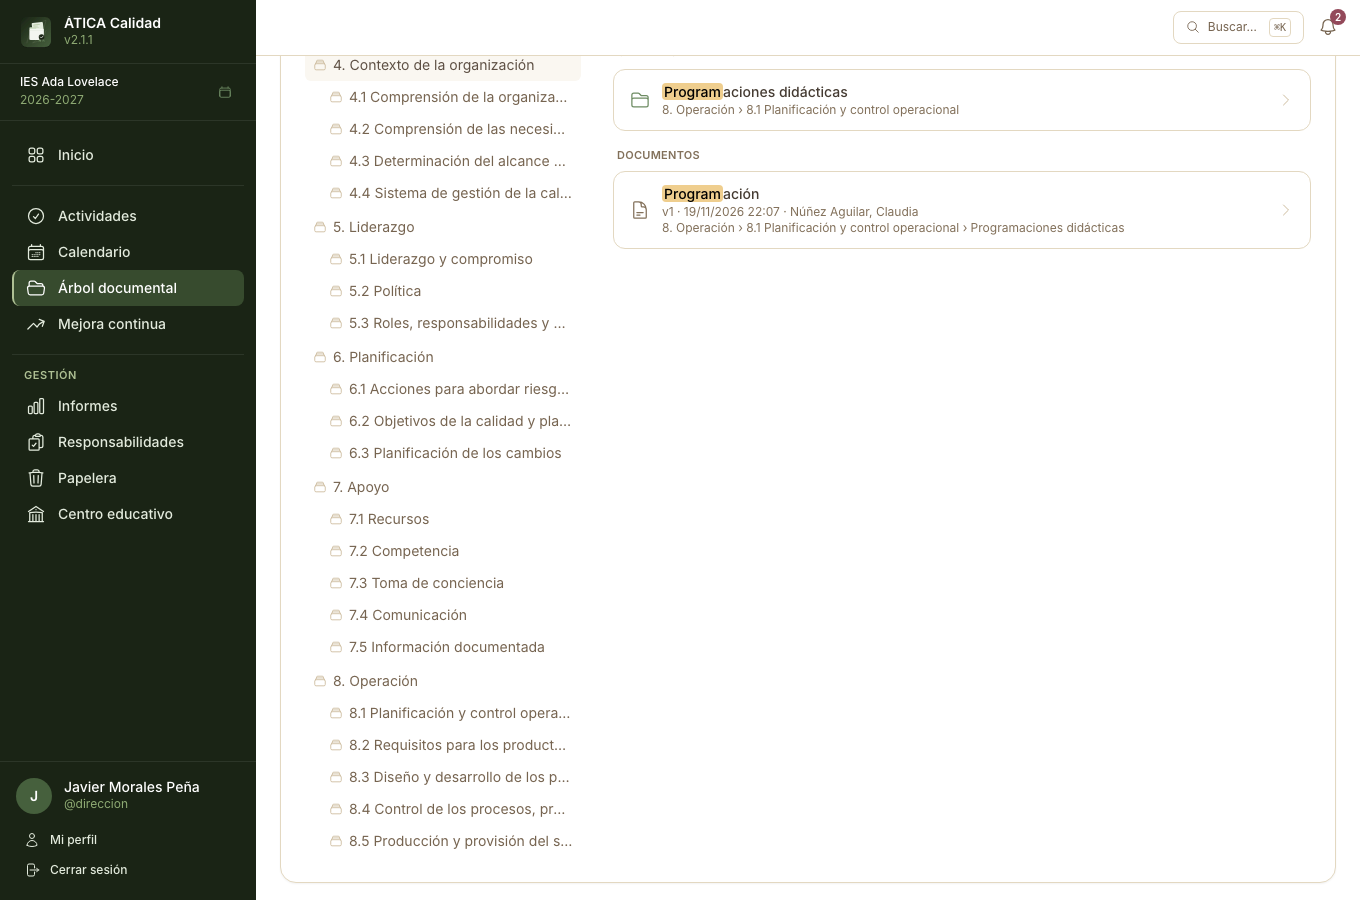 ÁTICA Calidad
v2.1.1
IES Ada Lovelace
2026-2027
Inicio
Actividades
Calendario
Árbol documental
Mejora continua
GESTIÓN
Informes
Responsabilidades
Papelera
Centro educativo
J
Javier Morales Peña
@direccion
Mi perfil
Cerrar sesión
Buscar...
⌘K
2
4. Contexto de la organización
4.1 Comprensión de la organiza...
4.2 Comprensión de las necesi...
4.3 Determinación del alcance ...
4.4 Sistema de gestión de la cal...
5. Liderazgo
5.1 Liderazgo y compromiso
5.2 Política
5.3 Roles, responsabilidades y ...
6. Planificación
6.1 Acciones para abordar riesg...
6.2 Objetivos de la calidad y pla...
6.3 Planificación de los cambios
7. Apoyo
7.1 Recursos
7.2 Competencia
7.3 Toma de conciencia
7.4 Comunicación
7.5 Información documentada
8. Operación
8.1 Planificación y control opera...
8.2 Requisitos para los product...
8.3 Diseño y desarrollo de los p...
8.4 Control de los procesos, pr...
8.5 Producción y provisión del s...
Programaciones didácticas
8. Operación › 8.1 Planificación y control operacional
DOCUMENTOS
Programación
v1 · 19/11/2026 22:07 · Núñez Aguilar, Claudia
8. Operación › 8.1 Planificación y control operacional › Programaciones didácticas